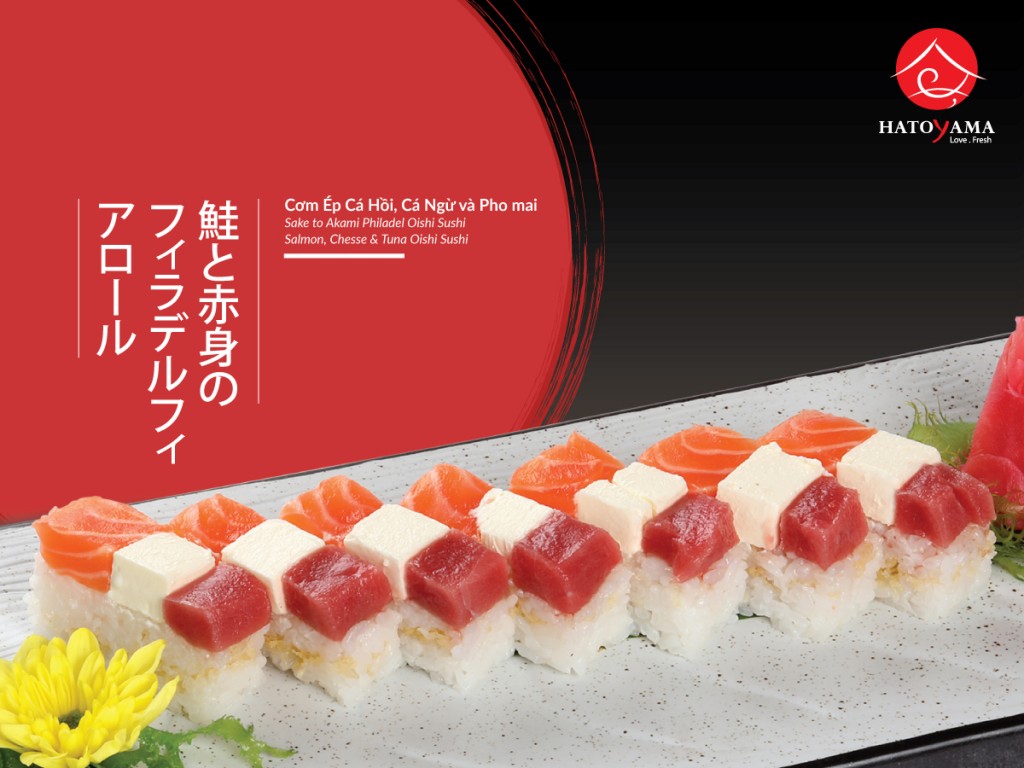 鮭と赤身の
フィラデルフィ
アロール
Cơm Ép Cá Hồi, Cá Ngừ và Pho mai
Sake to Akami Philadel Oishi Sushi
Salmon, Chesse & Tuna Oishi Sushi
HATOYAMA
Love . Fresh